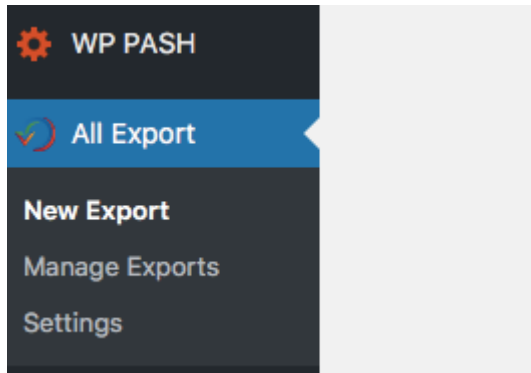 WP PASH
All Export
New Export
Manage Exports
Settings